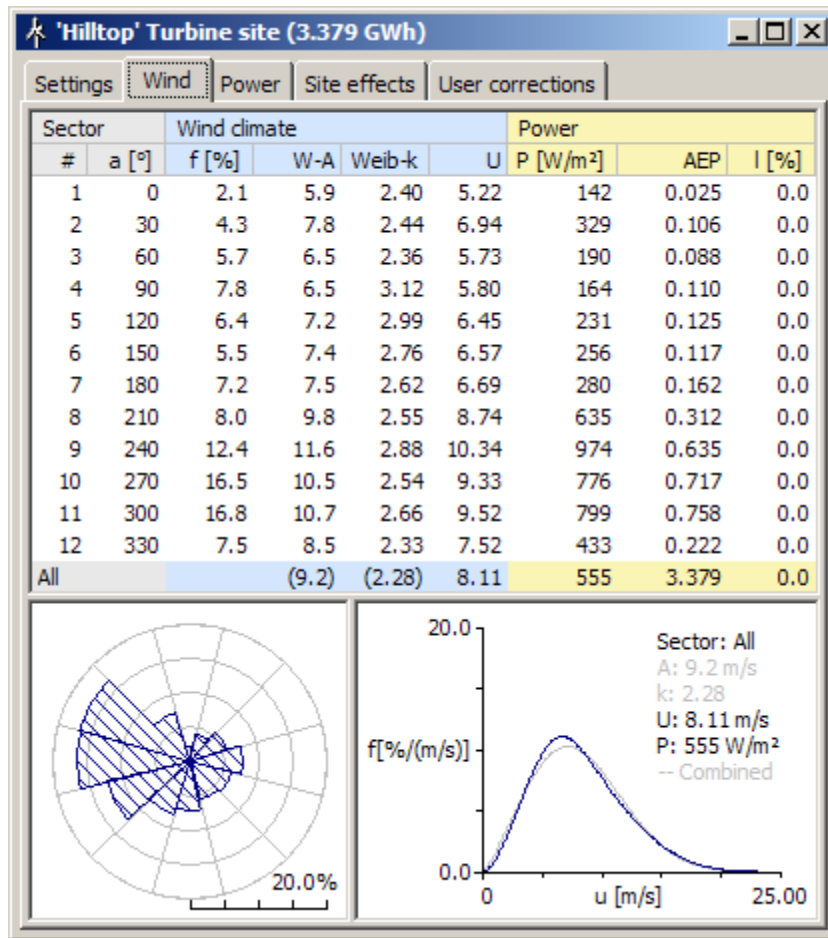 'Hilltop' Turbine site (3.379 GWh)
Settings Wind Power Site effects User corrections
Sector Wind climate Power
# a [°] f [%] W-A Weib-k U P [W/m²] AEP l [%]
1 0 2.1 5.9 2.40 5.22 142 0.025 0.0
2 30 4.3 7.8 2.44 6.94 329 0.106 0.0
3 60 5.7 6.5 2.36 5.73 190 0.088 0.0
4 90 7.8 6.5 3.12 5.80 164 0.110 0.0
5 120 6.4 7.2 2.99 6.45 231 0.125 0.0
6 150 5.5 7.4 2.76 6.57 256 0.117 0.0
7 180 7.2 7.5 2.62 6.69 280 0.162 0.0
8 210 8.0 9.8 2.55 8.74 635 0.312 0.0
9 240 12.4 11.6 2.88 10.34 974 0.635 0.0
10 270 16.5 10.5 2.54 9.33 776 0.717 0.0
11 300 16.8 10.7 2.66 9.52 799 0.758 0.0
12 330 7.5 8.5 2.33 7.52 433 0.222 0.0
All (9.2) (2.28) 8.11 555 3.379 0.0
20.0%
20.0
Sector: All
A: 9.2 m/s
k: 2.28
U: 8.11 m/s
P: 555 W/m²
-- Combined
f[%/(m/s)]
0.0
0 u [m/s] 25.00